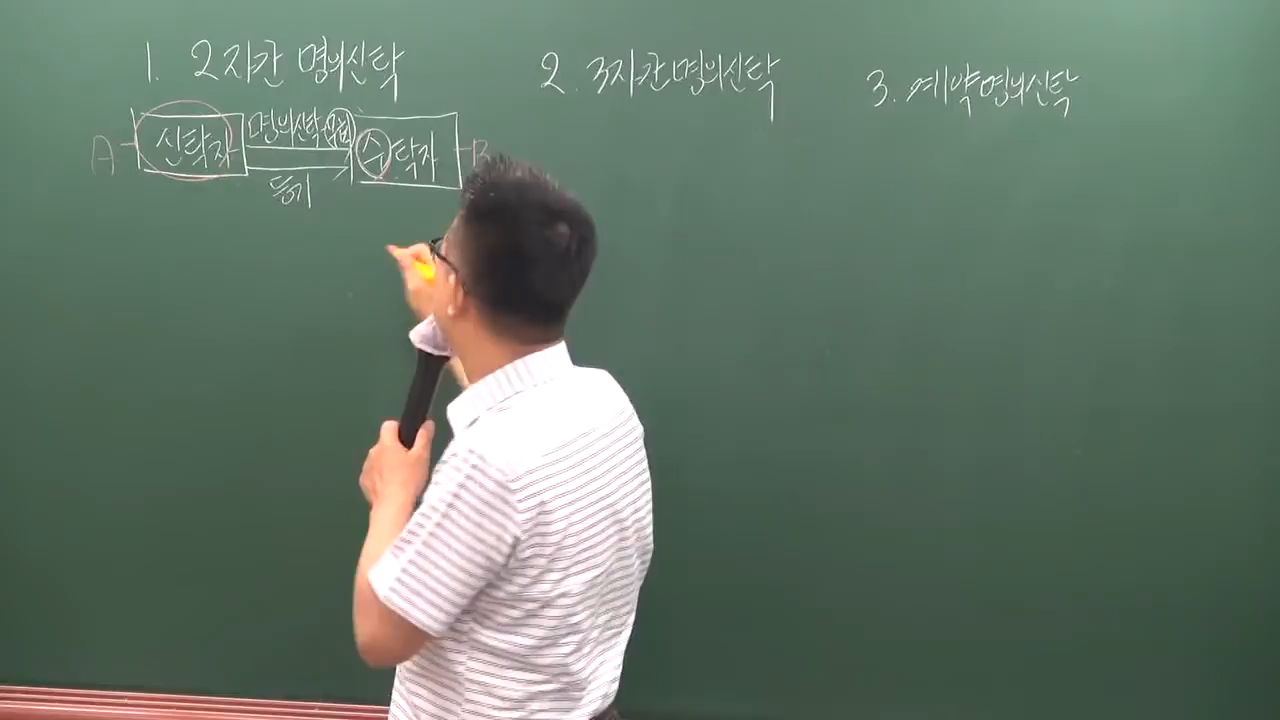 1. 2자간 명의신탁
2. 3자간명의신탁
3. 예약명의신탁
A 신탁자 명의신탁 수탁자 B
등기